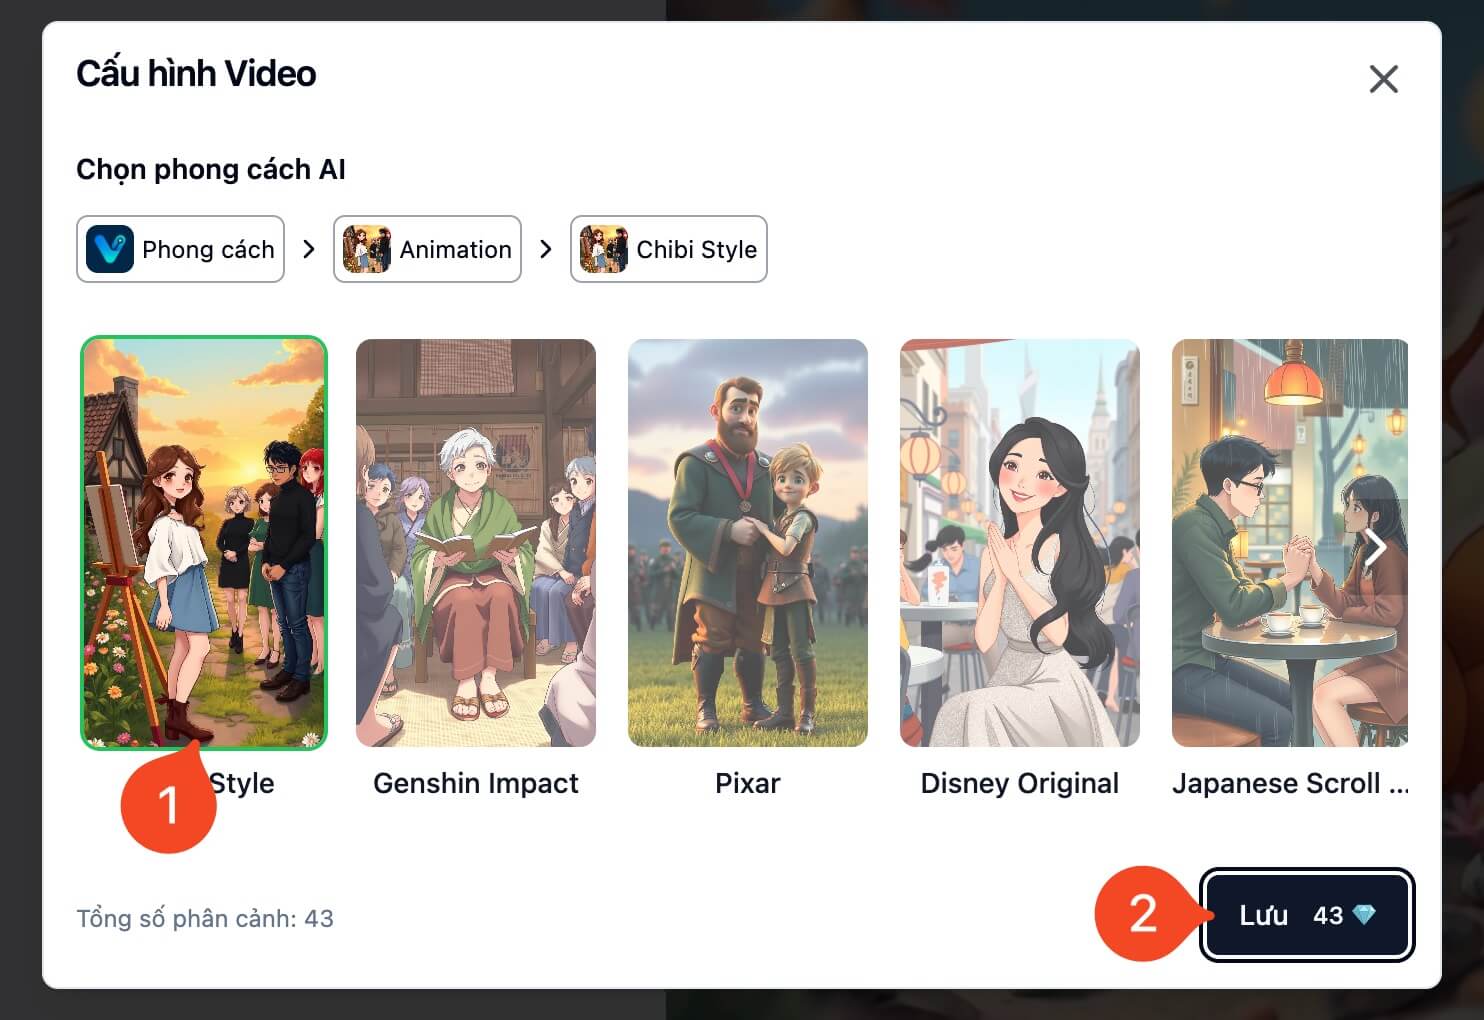 Cấu hình Video
Chọn phong cách AI
Phong cách
Animation
Chibi Style
Style
Genshin Impact
Pixar
Disney Original
Japanese Scroll ...
1
Tổng số phân cảnh: 43
2
Lưu 43